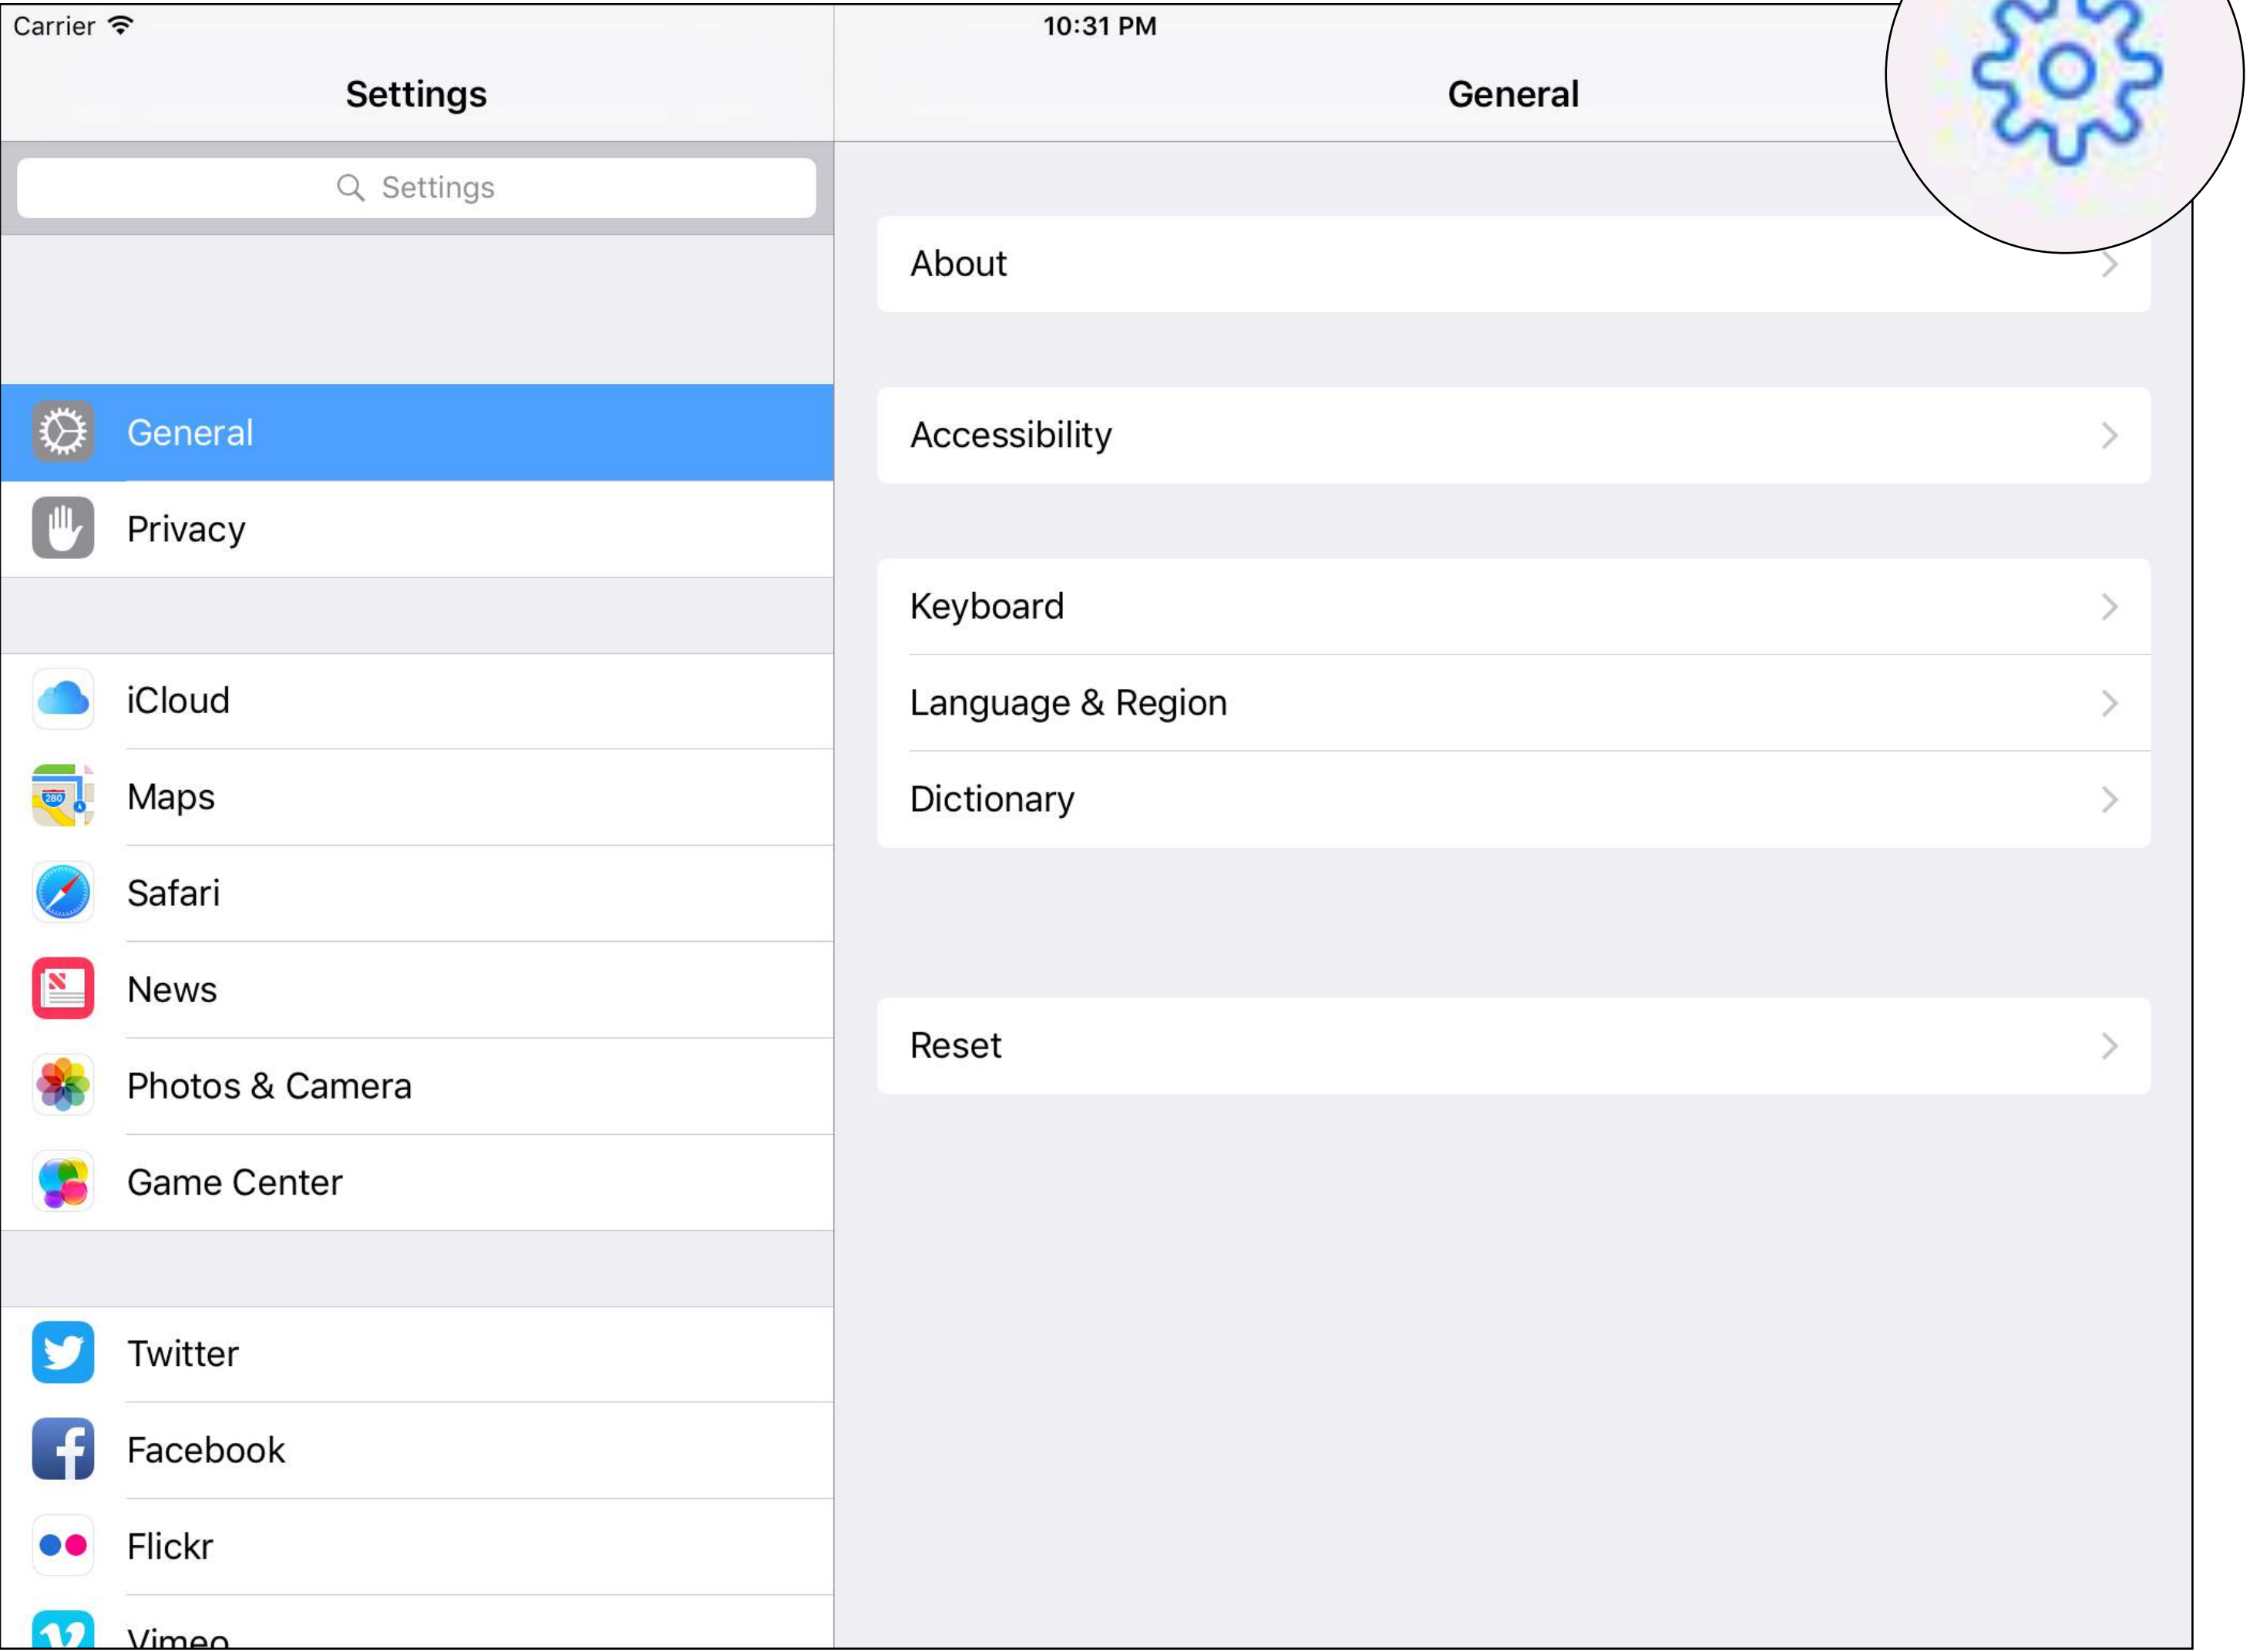 Carrier
10:31 PM
Settings
General
Settings
General
Privacy
iCloud
Maps
280
Safari
News
Photos & Camera
Game Center
Twitter
Facebook
Flickr
Vimeo
About
Accessibility
Keyboard
Language & Region
Dictionary
Reset